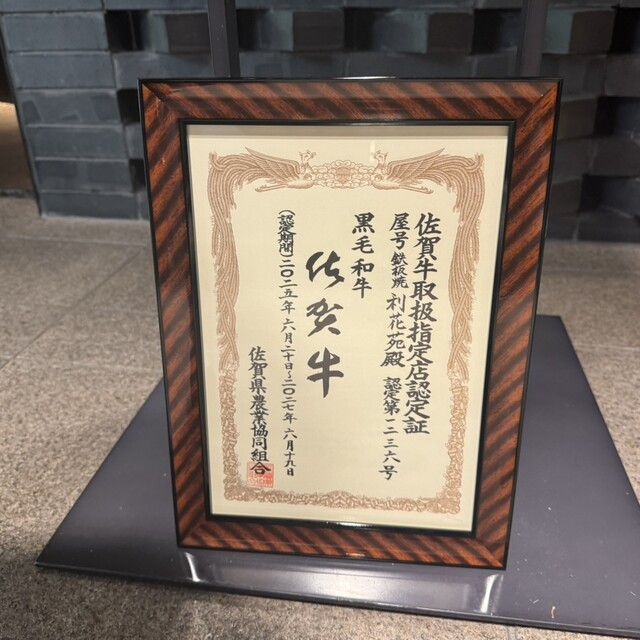 佐賀牛取扱指定店認定証
屋号 鉄板焼 利花苑殿 認定第一二三六号
黒毛和牛
佐賀牛
（認定期間）二〇二五年六月二十日～二〇二七年六月十九日
佐賀県農業協同組合